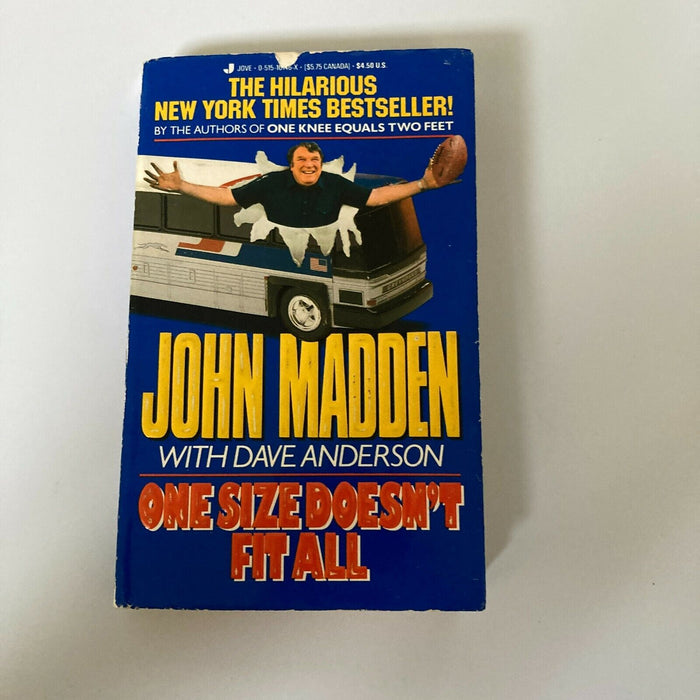 J JOVE • 0-515-
-X • [$5.75 CANADA] • $4.50 U.S.
THE HILARIOUS
NEW YORK TIMES BESTSELLER!
BY THE AUTHORS OF ONE KNEE EQUALS TWO FEET
JOHN MADDEN
WITH DAVE ANDERSON
ONE SIZE DOESN'T
FIT ALL